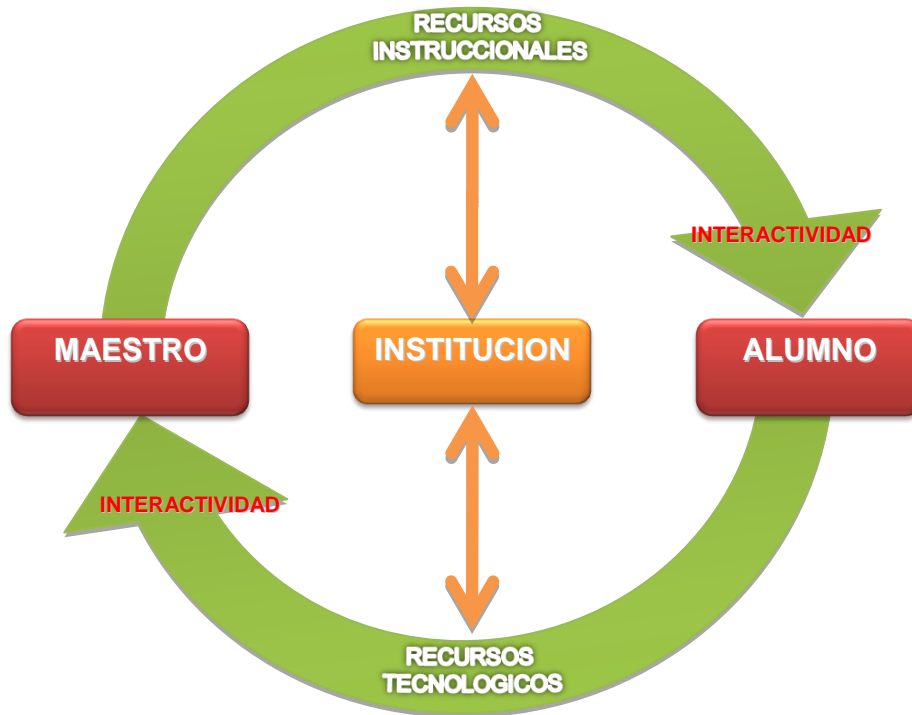 RECURSOS
INSTRUCCIONALES
INTERACTIVIDAD
MAESTRO
INSTITUCION
ALUMNO
INTERACTIVIDAD
RECURSOS
TECNOLOGICOS